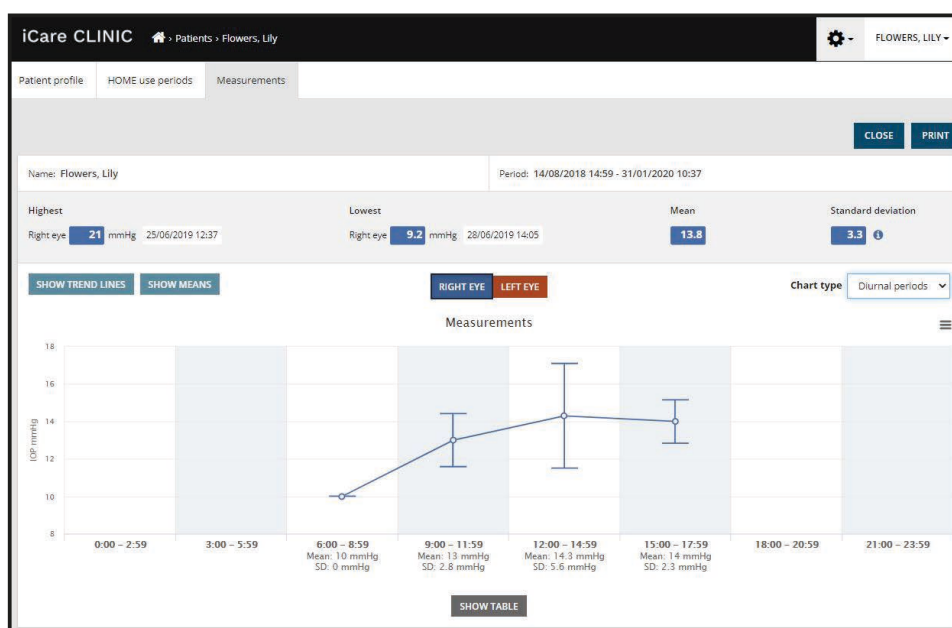 iCare CLINIC › Patients › Flowers, Lily FLOWERS, LILY
Patient profile HOME use periods Measurements
CLOSE PRINT
Name: Flowers, Lily Period: 14/08/2018 14:59 - 31/01/2020 10:37
Highest Lowest Mean Standard deviation
Right eye 21 mmHg 25/06/2019 12:37 Right eye 9.2 mmHg 28/06/2019 14:05 13.8 3.3 i
SHOW TREND LINES SHOW MEANS RIGHT EYE LEFT EYE Chart type Diurnal periods
Measurements
18
16
14
12
10
8
IOP mmHg
0:00 – 2:59 3:00 – 5:59 6:00 – 8:59 9:00 – 11:59 12:00 – 14:59 15:00 – 17:59 18:00 – 20:59 21:00 – 23:59
Mean: 10 mmHg Mean: 13 mmHg Mean: 14.3 mmHg Mean: 14 mmHg
SD: 0 mmHg SD: 2.8 mmHg SD: 5.6 mmHg SD: 2.3 mmHg
SHOW TABLE